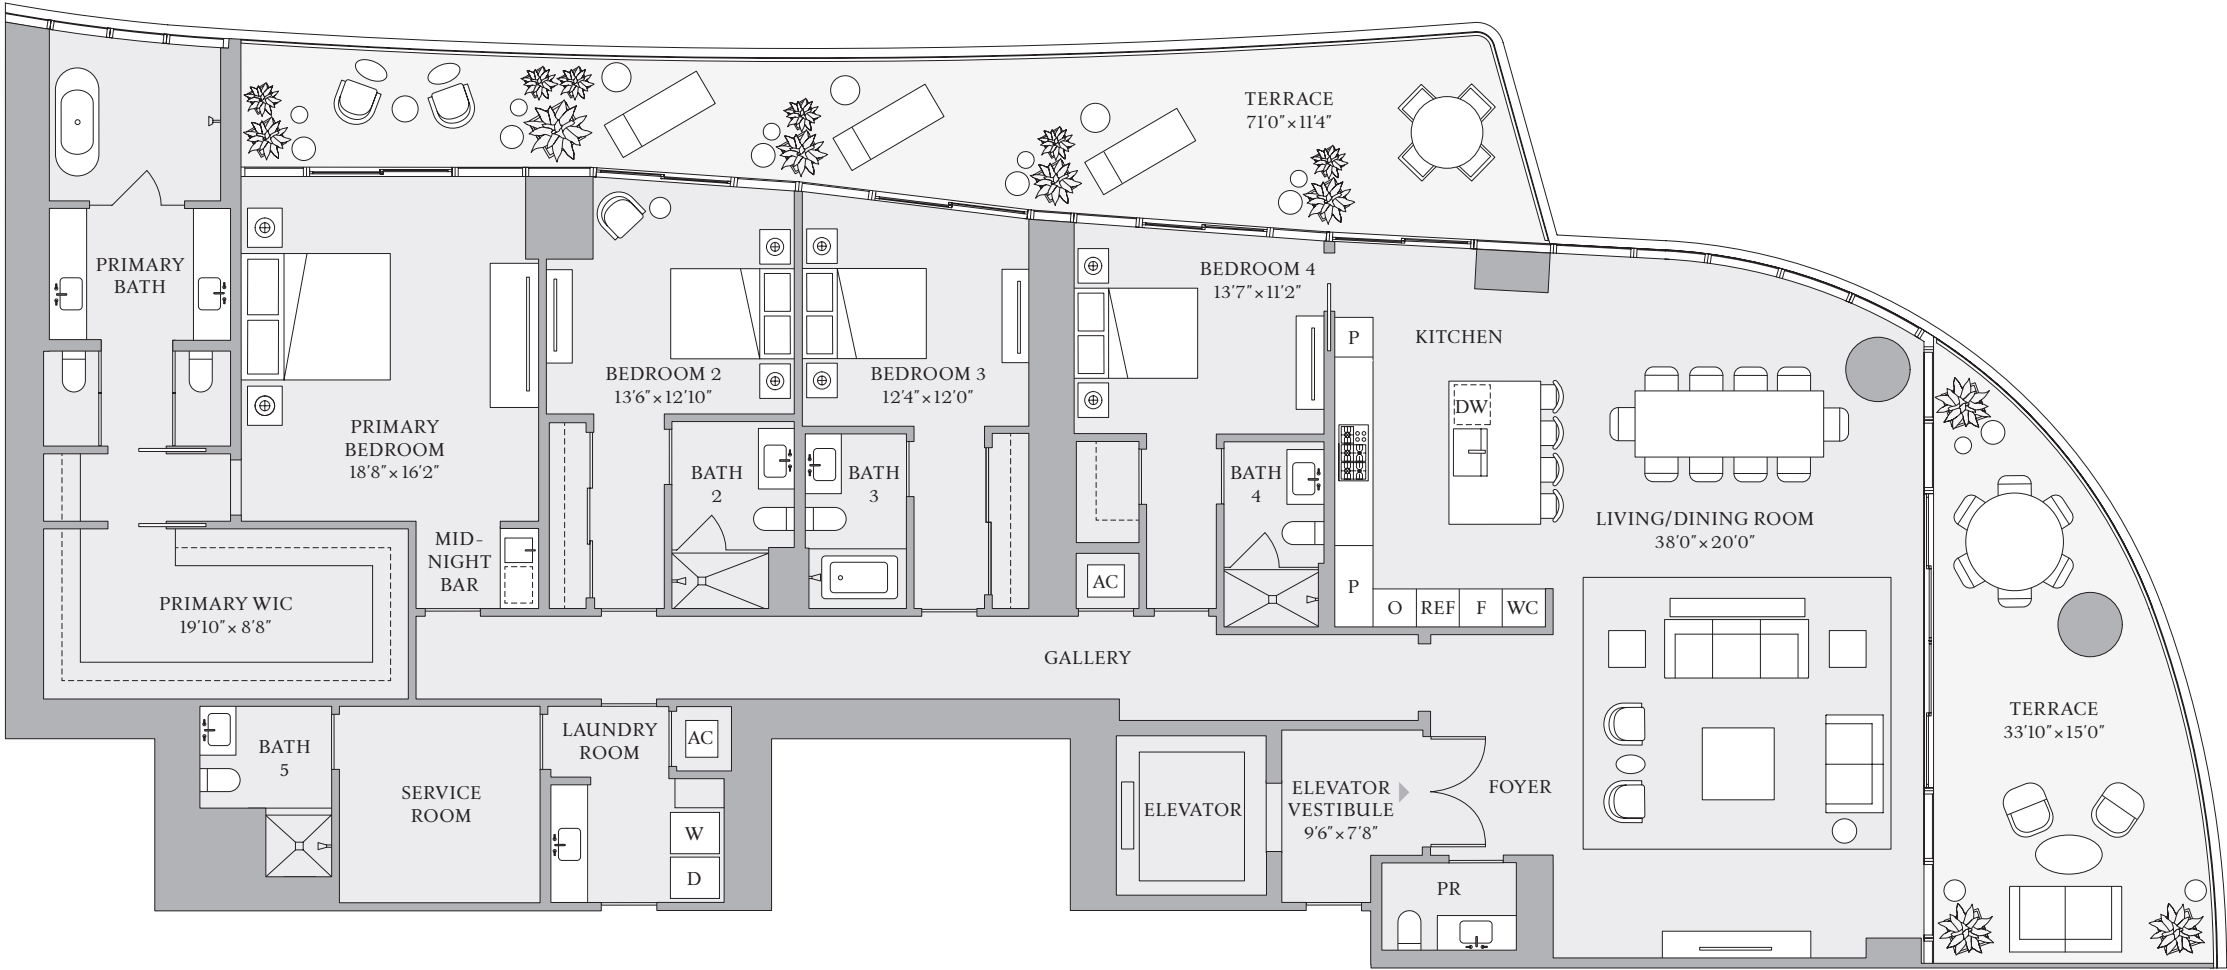 TERRACE
71'0"×11'4"
PRIMARY
BATH
BEDROOM 4
13'7"×11'2"
P
KITCHEN
BEDROOM 2
13'6"×12'10"
BEDROOM 3
12'4"×12'0"
DW
PRIMARY
BEDROOM
18'8"×16'2"
BATH
2
BATH
3
BATH
4
LIVING/DINING ROOM
38'0"×20'0"
MID-
NIGHT
BAR
AC
P
PRIMARY WIC
19'10"×8'8"
O
REF
F
WC
GALLERY
TERRACE
33'10"×15'0"
BATH
5
LAUNDRY
ROOM
AC
SERVICE
ROOM
ELEVATOR
ELEVATOR
VESTIBULE
9'6"×7'8"
FOYER
W
D
PR